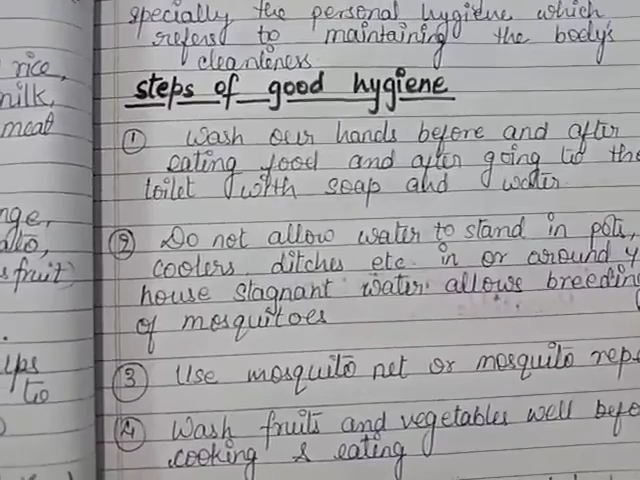 specially the personal hygiene which
refers to maintaining the body's
cleanliness
steps of good hygiene
① Wash our hands before and after
eating food and after going to the
toilet with soap and water
② Do not allow water to stand in pots,
coolers, ditches etc. in or around
house stagnant water allows breeding
of mosquitoes
③ Use mosquito net or mosquito
④ Wash fruits and vegetables well
cooking & eating
rice,
milk,
meat
fruit
to